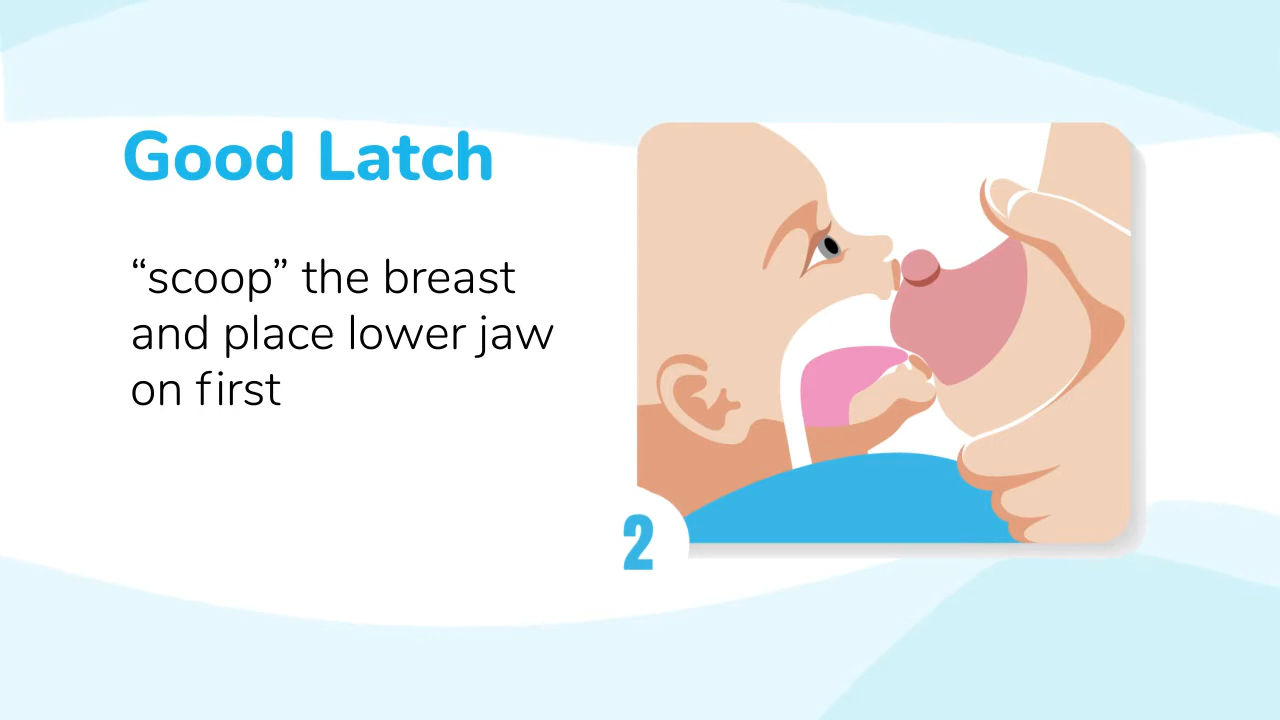 Good Latch
“scoop” the breast
and place lower jaw
on first
2